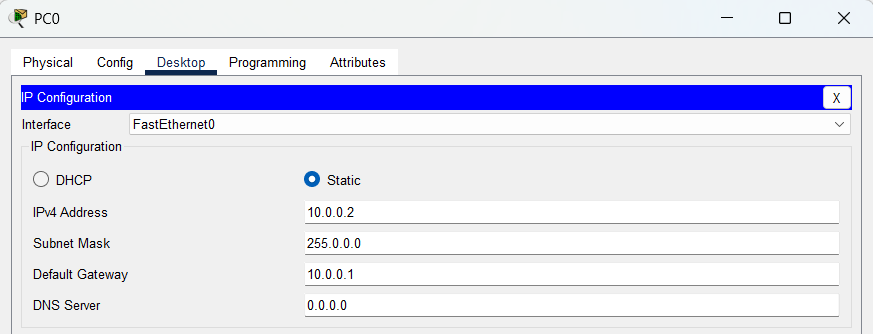 PC0
Physical Config Desktop Programming Attributes
IP Configuration X
Interface FastEthernet0
IP Configuration
DHCP Static
IPv4 Address 10.0.0.2
Subnet Mask 255.0.0.0
Default Gateway 10.0.0.1
DNS Server 0.0.0.0